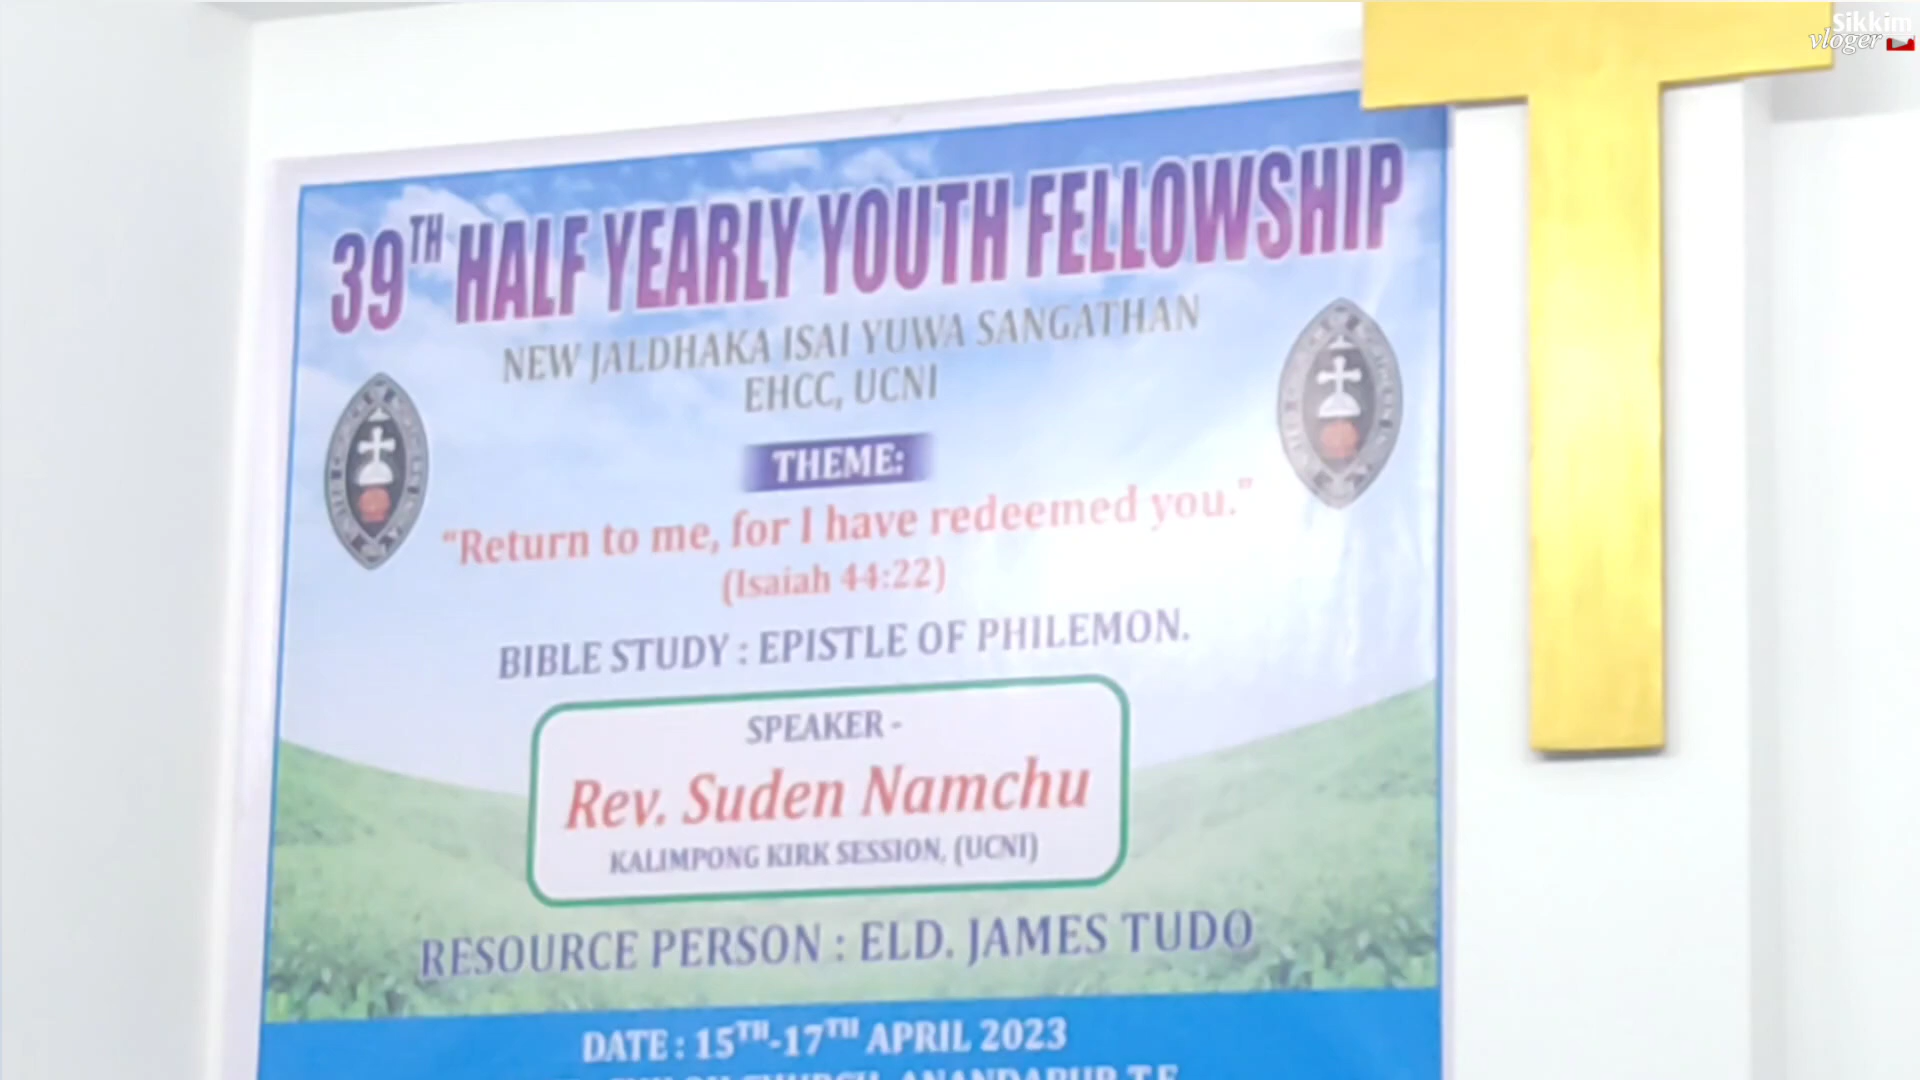 Sikkim
vloger
39TH HALF YEARLY YOUTH FELLOWSHIP
NEW JALDHAKA ISAI YUWA SANGATHAN
EHCC, UCNI
THEME:
"Return to me, for I have redeemed you."
(Isaiah 44:22)
BIBLE STUDY : EPISTLE OF PHILEMON.
SPEAKER -
Rev. Suden Namchu
KALIMPONG KIRK SESSION, (UCNI)
RESOURCE PERSON : ELD. JAMES TUDO
DATE : 15TH-17TH APRIL 2023
CHURCH, ANANDAPUR T.E